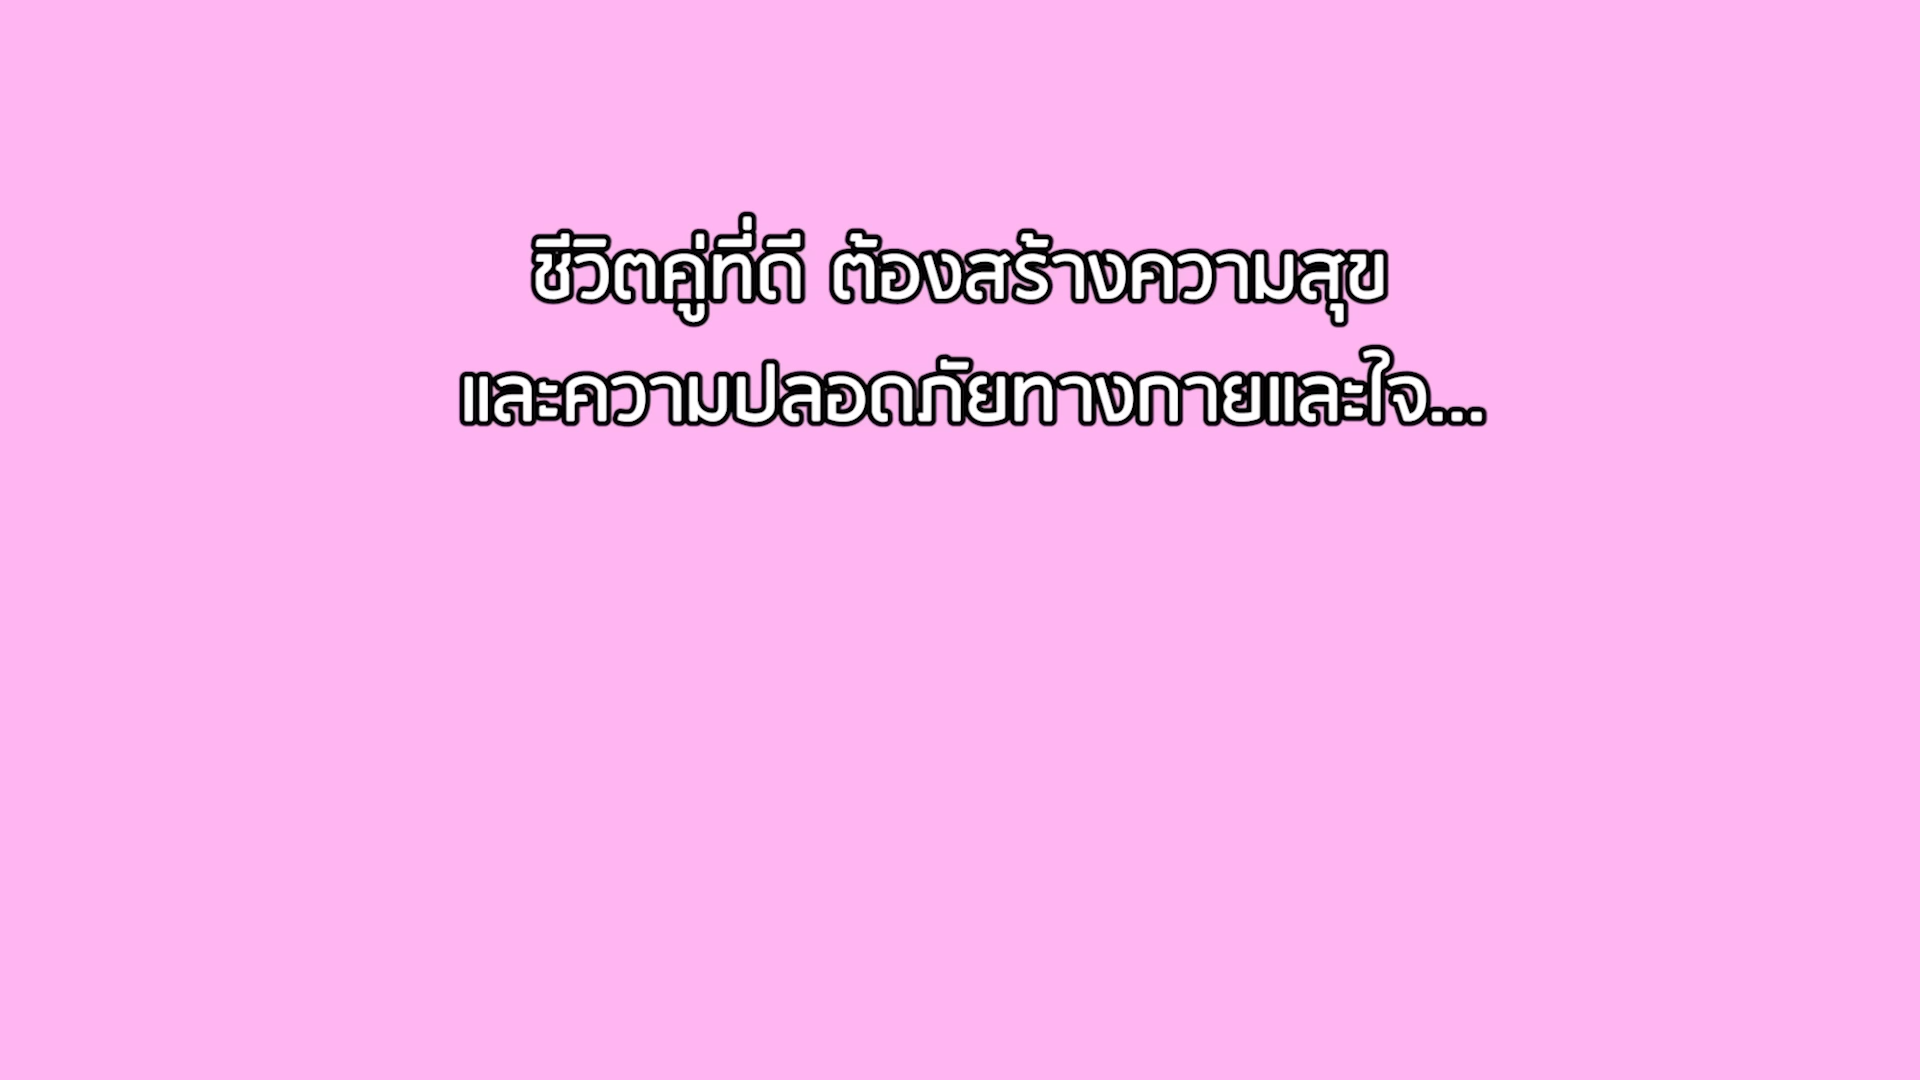 ชีวิตคู่ที่ดี ต้องสร้างความสุข
และความปลอดภัยทางกายและใจ...